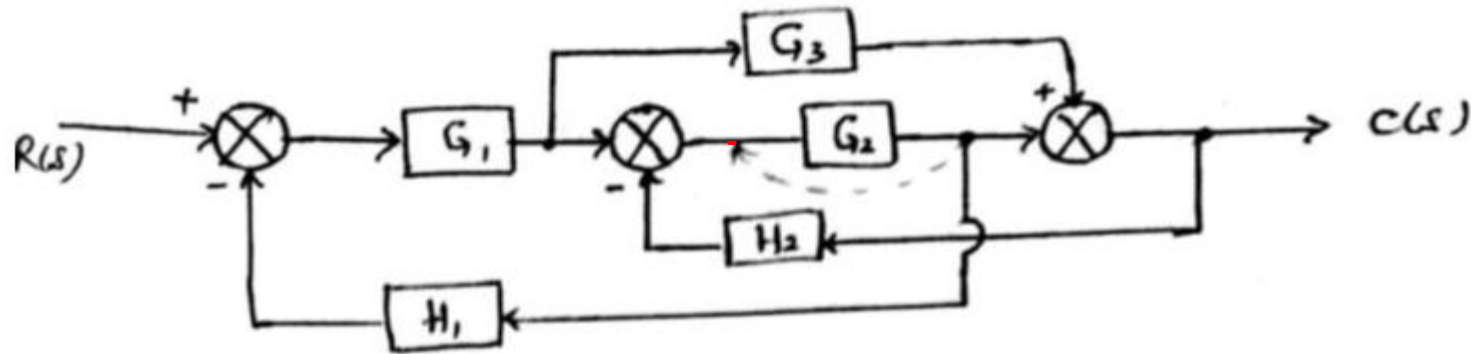 G₃
+
+
R(s)
G₁
G₂
C(s)
-
-
H₂
H₁